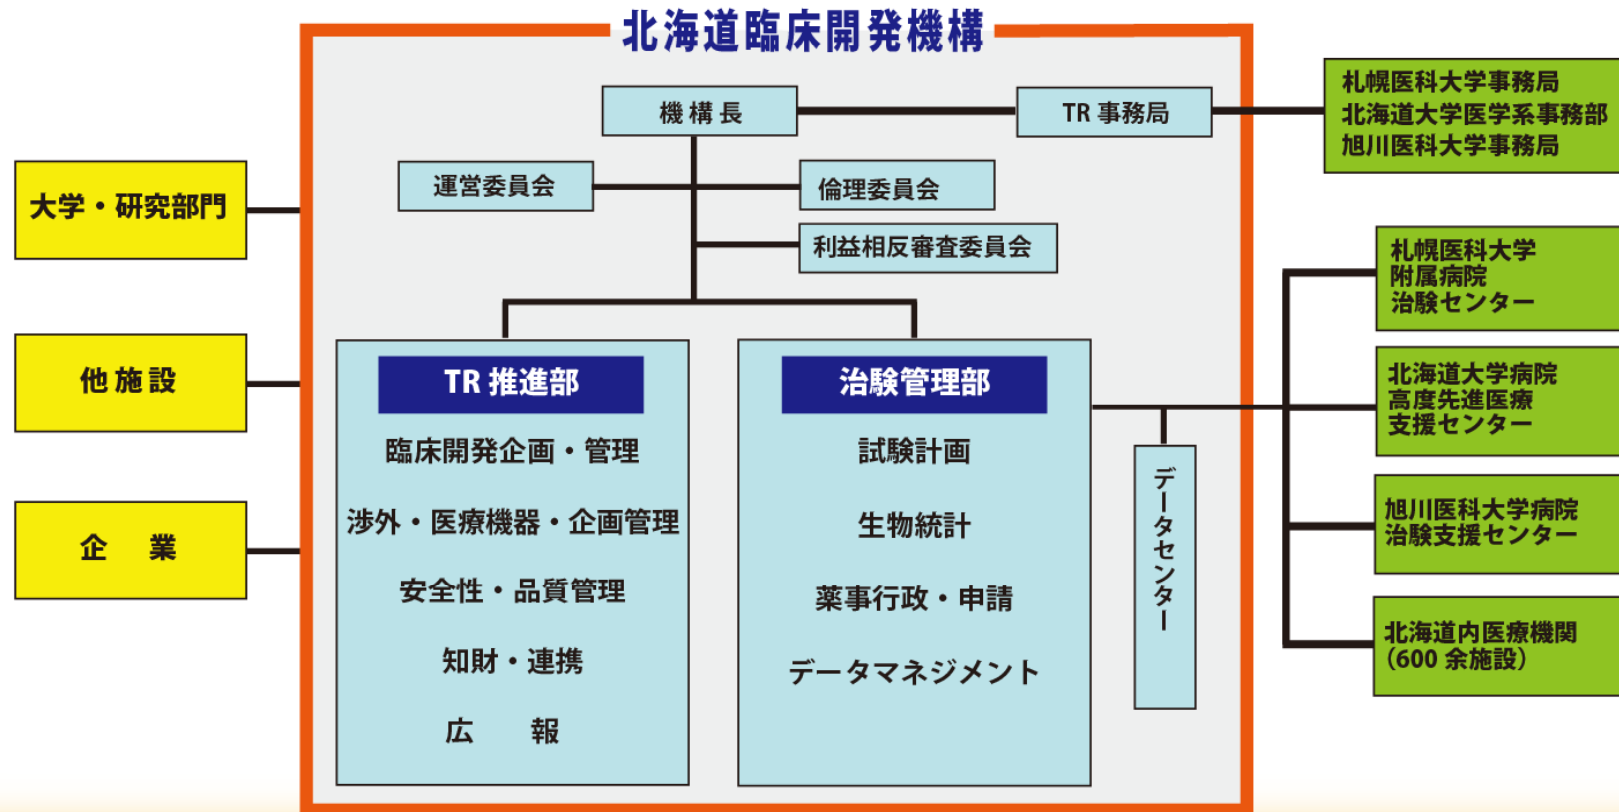 北海道臨床開発機構
機構長
TR 事務局
札幌医科大学事務局
北海道大学医学系事務部
旭川医科大学事務局
運営委員会
倫理委員会
利益相反審査委員会
大学・研究部門
他施設
企 業
TR 推進部
臨床開発企画・管理
渉外・医療機器・企画管理
安全性・品質管理
知財・連携
広 報
治験管理部
試験計画
生物統計
薬事行政・申請
データマネジメント
データセンター
札幌医科大学
附属病院
治験センター
北海道大学病院
高度先進医療
支援センター
旭川医科大学病院
治験支援センター
北海道内医療機関
（600 余施設）